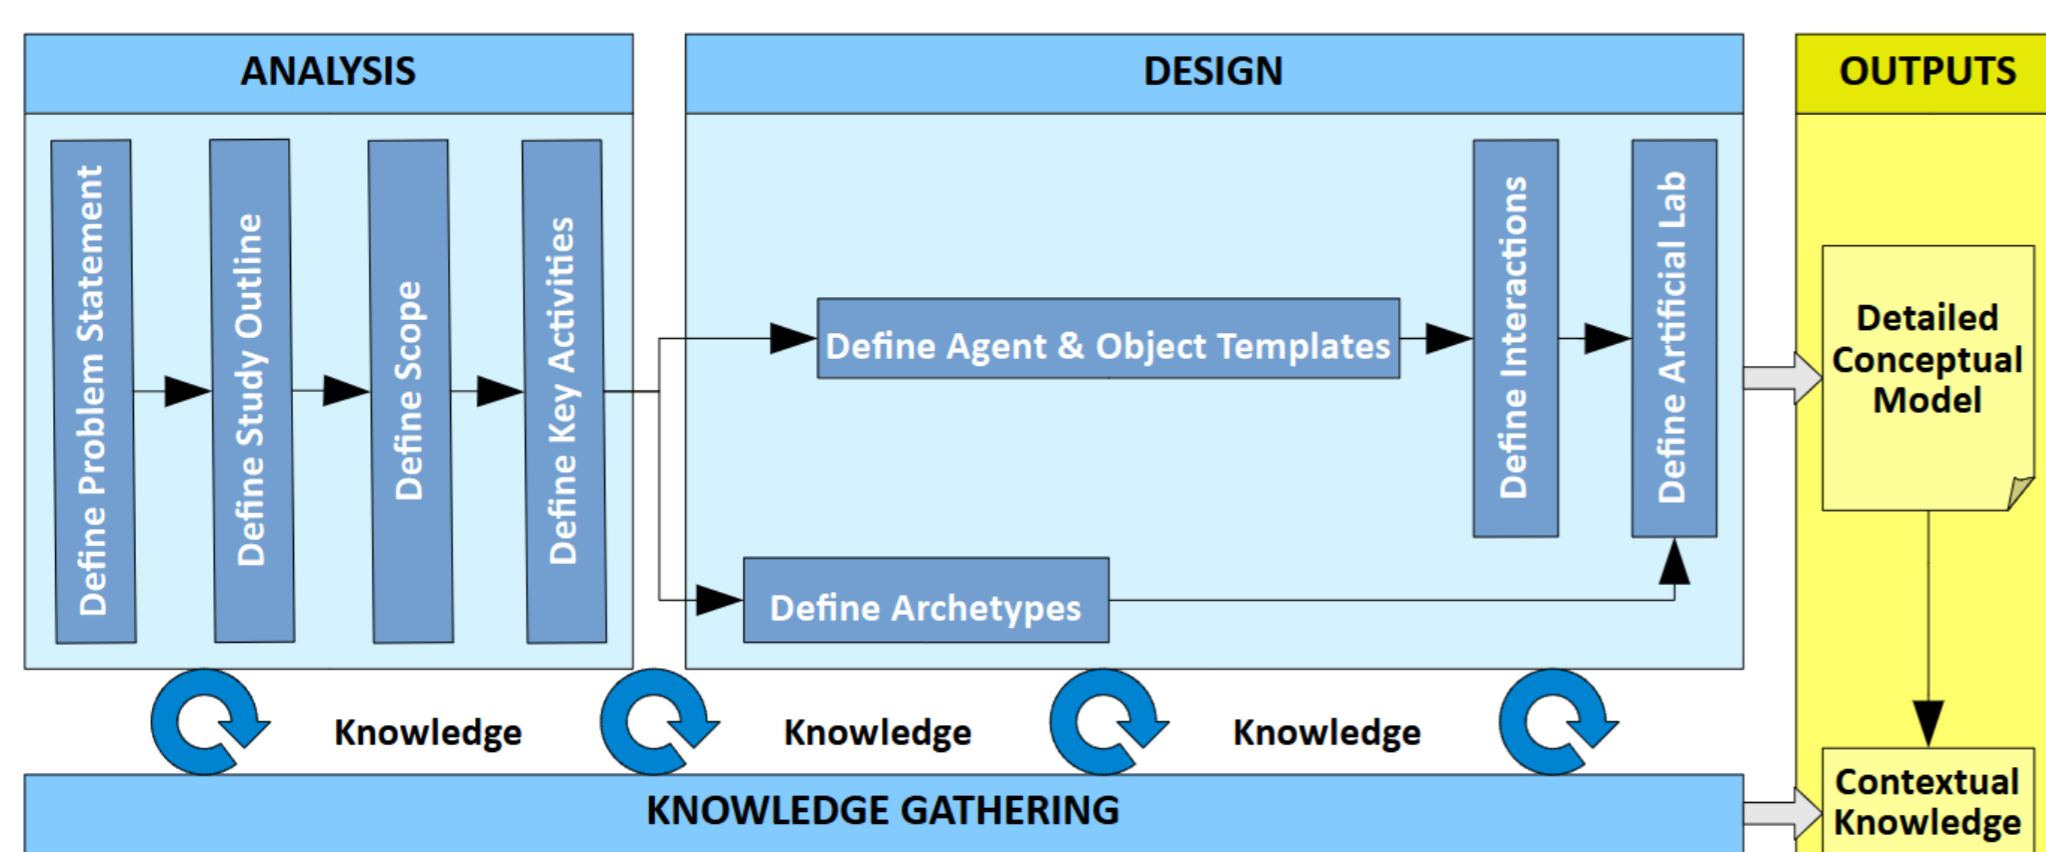 ANALYSIS
DESIGN
OUTPUTS
Define Problem Statement
Define Study Outline
Define Scope
Define Key Activities
Define Agent & Object Templates
Define Archetypes
Define Interactions
Define Artificial Lab
Detailed
Conceptual
Model
Knowledge
Knowledge
Knowledge
KNOWLEDGE GATHERING
Contextual
Knowledge